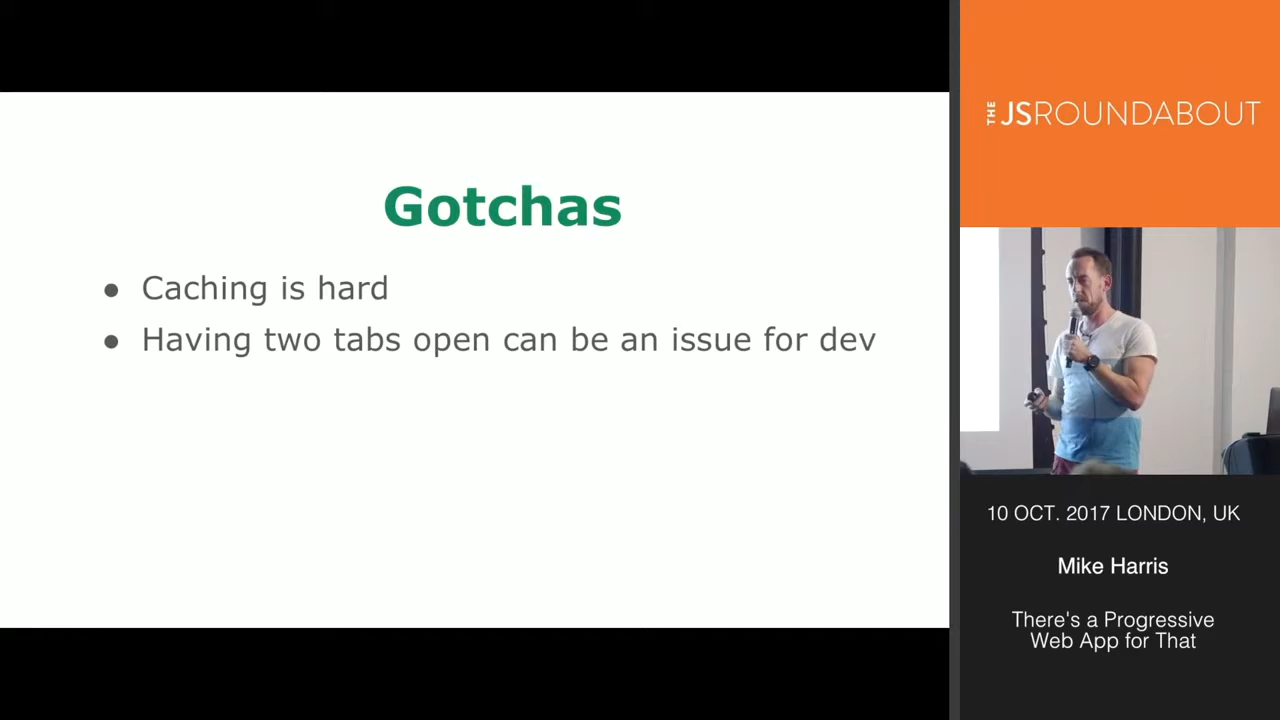 Gotchas
● Caching is hard
● Having two tabs open can be an issue for dev
THE JSROUNDABOUT
10 OCT. 2017 LONDON, UK
Mike Harris
There's a Progressive
Web App for That